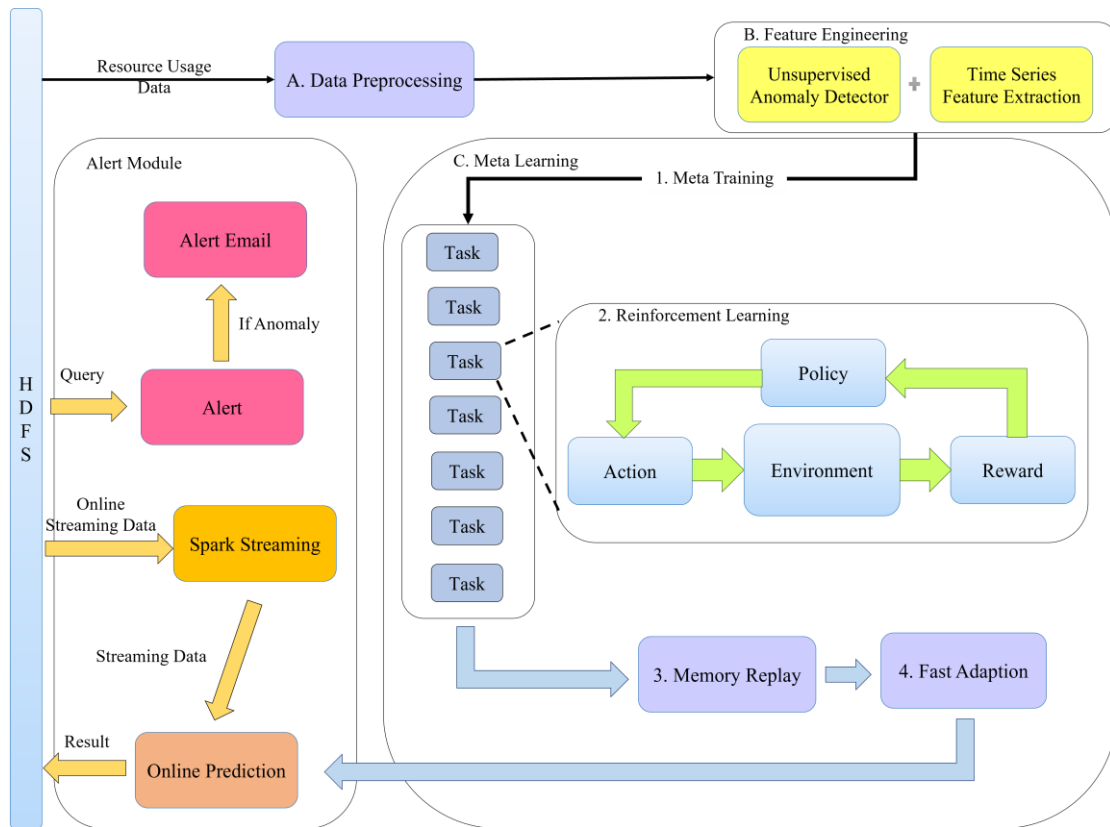 H
D
F
S
Resource Usage
Data
A. Data Preprocessing
B. Feature Engineering
Unsupervised
Anomaly Detector
+
Time Series
Feature Extraction
Alert Module
Alert Email
If Anomaly
Query
Alert
Online
Streaming Data
Spark Streaming
Streaming Data
Result
Online Prediction
C. Meta Learning
1. Meta Training
Task
Task
Task
Task
Task
Task
Task
2. Reinforcement Learning
Policy
Action
Environment
Reward
3. Memory Replay
4. Fast Adaption